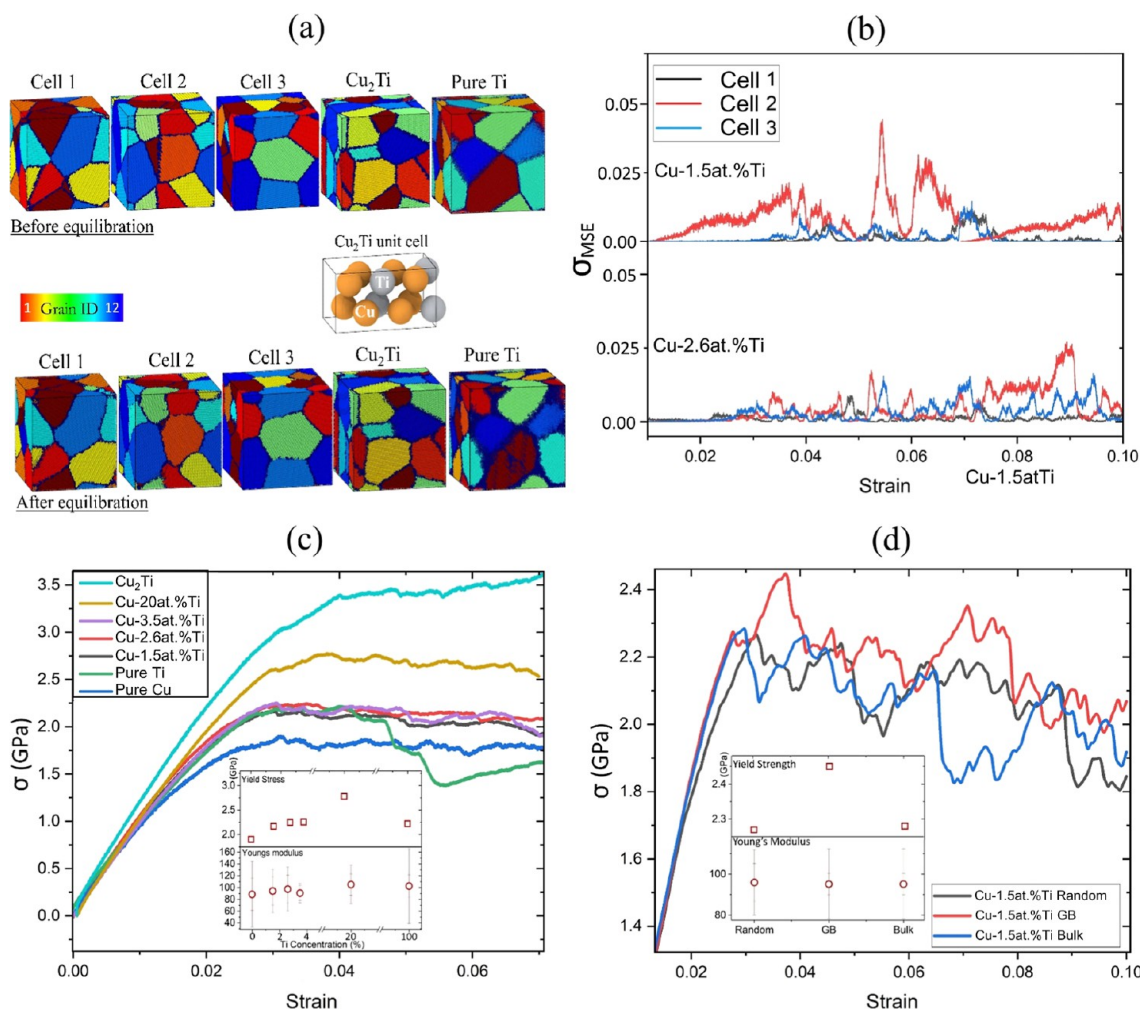 (a)
Cell 1 Cell 2 Cell 3 Cu₂Ti Pure Ti
Before equilibration
Cu₂Ti unit cell
Ti
Cu
1 Grain ID 12
Cell 1 Cell 2 Cell 3 Cu₂Ti Pure Ti
After equilibration
(b)
Cell 1
Cell 2
Cell 3
0.05
Cu-1.5at.%Ti
0.025
0.00
σMSE
0.05
Cu-2.6at.%Ti
0.025
0.00
0.02 0.04 0.06 0.08 0.10
Strain
Cu-1.5atTi
(c)
Cu₂Ti
Cu-20at.%Ti
Cu-3.5at.%Ti
Cu-2.6at.%Ti
Cu-1.5at.%Ti
Pure Ti
Pure Cu
3.5
3.0
2.5
2.0
1.5
1.0
0.5
0.0
σ (GPa)
(GPa)
Yield Stress
3.0
2.5
2.0
Youngs modulus
160
140
120
100
80
60
40
0 2 4 20 100
Ti Concentration (%)
0.00 0.02 0.04 0.06
Strain
(d)
2.4
2.2
2.0
1.8
1.6
1.4
σ (GPa)
(GPa)
Yield Strength
2.4
2.3
Young's Modulus
100
80
Random GB Bulk
Cu-1.5at.%Ti Random
Cu-1.5at.%Ti GB
Cu-1.5at.%Ti Bulk
0.02 0.04 0.06 0.08 0.10
Strain